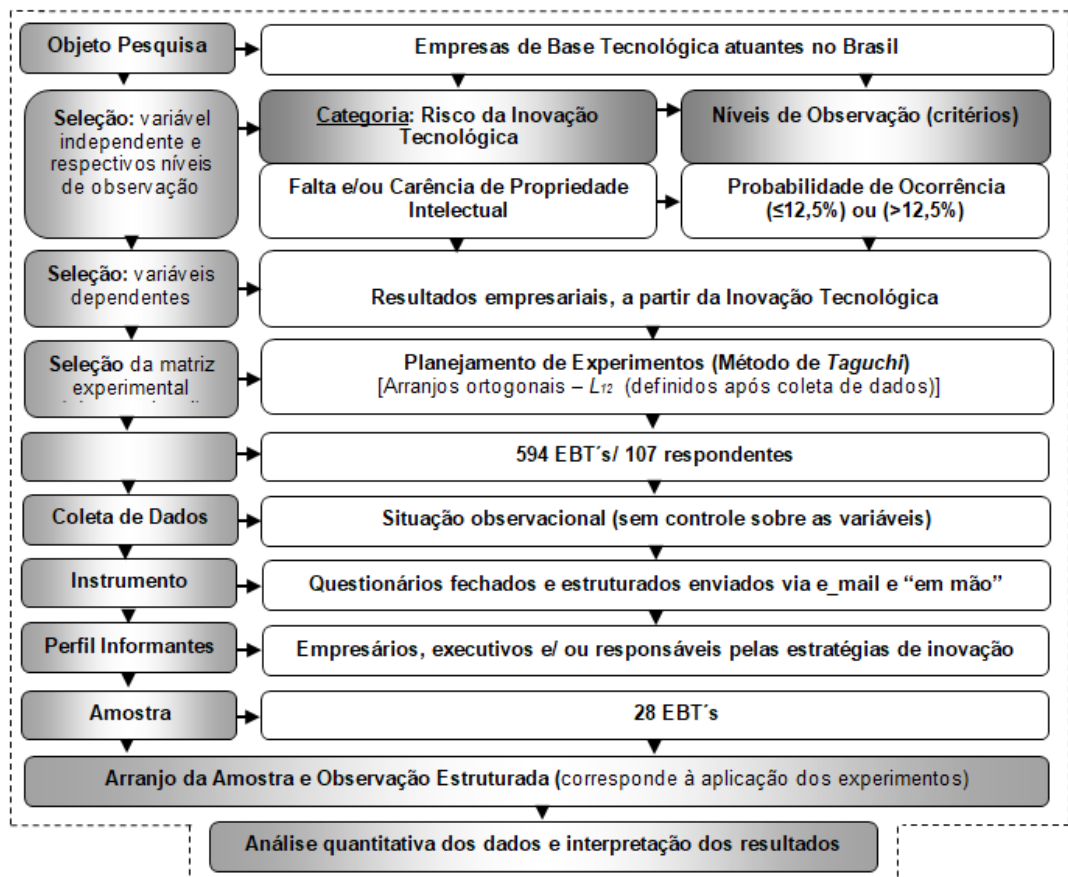 Objeto Pesquisa
Empresas de Base Tecnológica atuantes no Brasil
Seleção: variável
independente e
respectivos níveis
de observação
Categoria: Risco da Inovação
Tecnológica
Níveis de Observação (critérios)
Falta e/ou Carência de Propriedade
Intelectual
Probabilidade de Ocorrência
(≤12,5%) ou (>12,5%)
Seleção: variáveis
dependentes
Resultados empresariais, a partir da Inovação Tecnológica
Seleção da matriz
experimental
Planejamento de Experimentos (Método de Taguchi)
[Arranjos ortogonais – L12 (definidos após coleta de dados)]
594 EBT´s/ 107 respondentes
Coleta de Dados
Situação observacional (sem controle sobre as variáveis)
Instrumento
Questionários fechados e estruturados enviados via e_mail e “em mão”
Perfil Informantes
Empresários, executivos e/ ou responsáveis pelas estratégias de inovação
Amostra
28 EBT´s
Arranjo da Amostra e Observação Estruturada (corresponde à aplicação dos experimentos)
Análise quantitativa dos dados e interpretação dos resultados